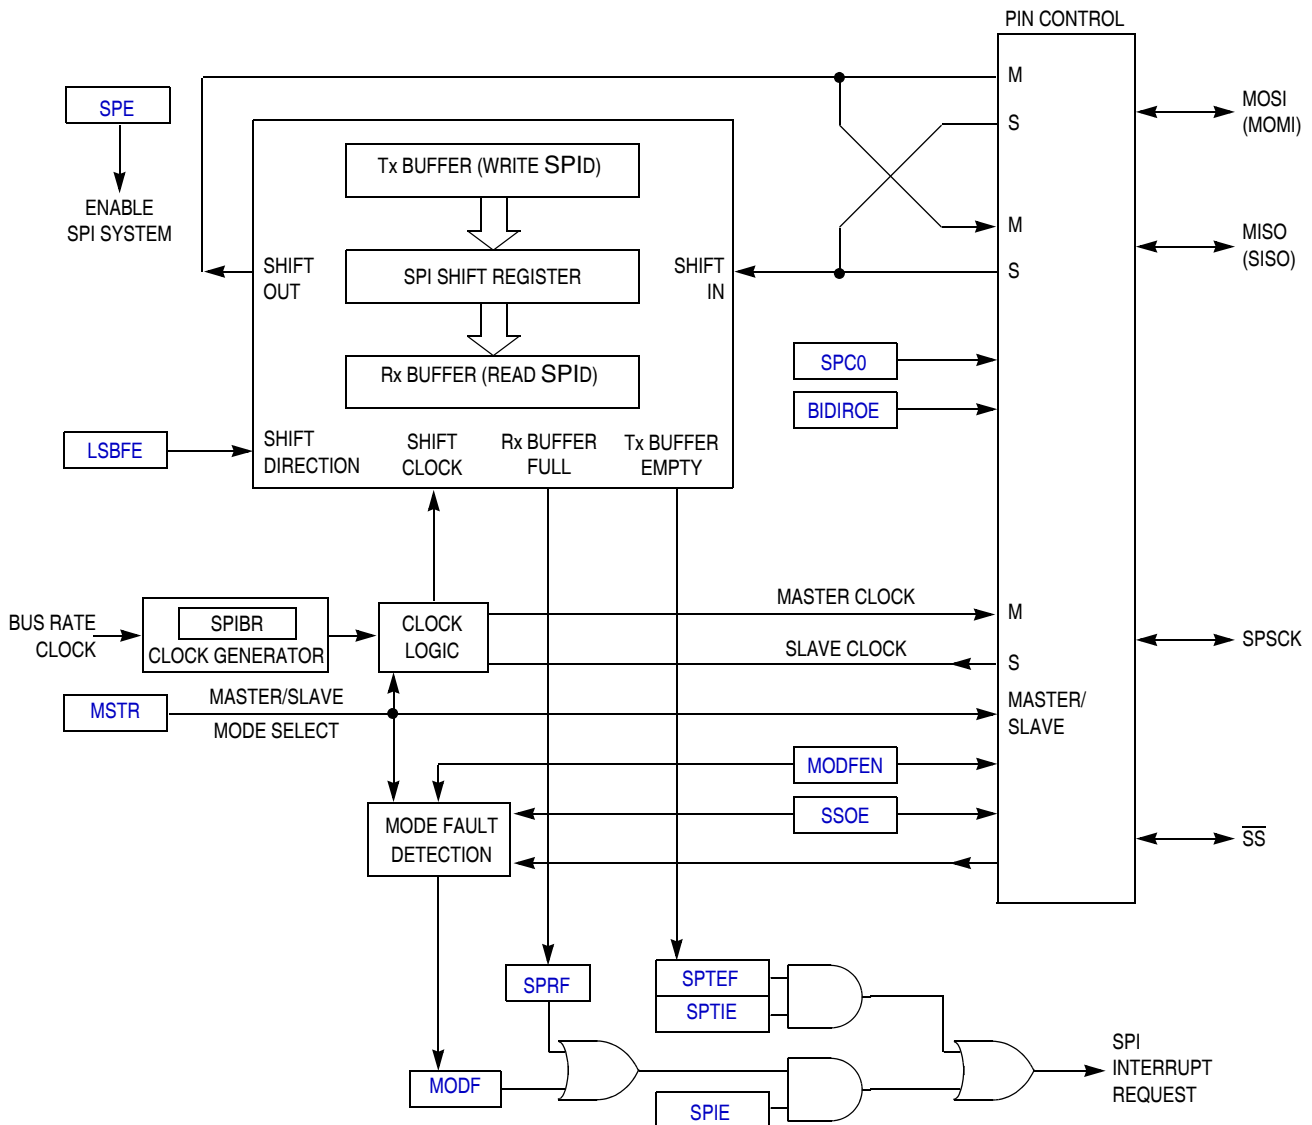 PIN CONTROL
M
MOSI
(MOMI)
S
M
MISO
(SISO)
S
SPE
ENABLE
SPI SYSTEM
Tx BUFFER (WRITE SPID)
SPI SHIFT REGISTER
Rx BUFFER (READ SPID)
SHIFT
OUT
SHIFT
IN
SPC0
BIDIROE
LSBFE
SHIFT
DIRECTION
SHIFT
CLOCK
Rx BUFFER
FULL
Tx BUFFER
EMPTY
BUS RATE
CLOCK
SPIBR
CLOCK GENERATOR
CLOCK
LOGIC
MASTER CLOCK
M
SLAVE CLOCK
S
SPSCK
MSTR
MASTER/SLAVE
MODE SELECT
MASTER/
SLAVE
MODFEN
SSOE
MODE FAULT
DETECTION
SS
SPRF
SPTEF
SPTIE
MODF
SPIE
SPI
INTERRUPT
REQUEST